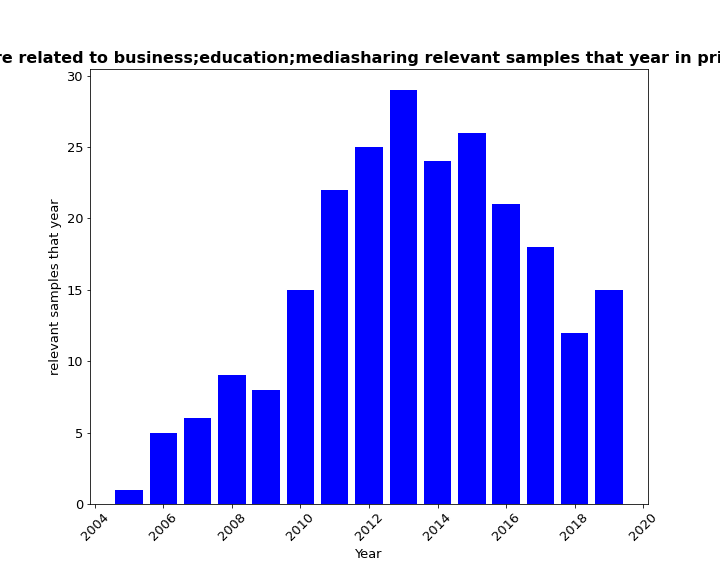 re related to business;education;mediasharing relevant samples that year in pri
relevant samples that year
30
25
20
15
10
5
0
2004 2006 2008 2010 2012 2014 2016 2018 2020
Year